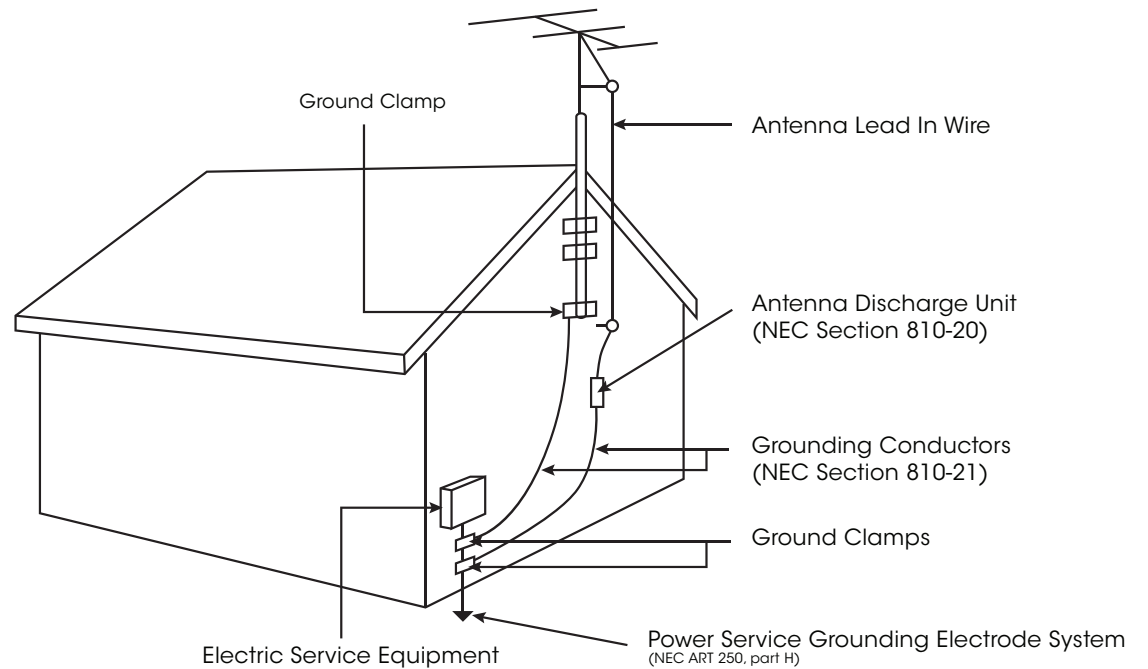 Ground Clamp
Antenna Lead In Wire
Antenna Discharge Unit
(NEC Section 810-20)
Grounding Conductors
(NEC Section 810-21)
Ground Clamps
Power Service Grounding Electrode System
(NEC ART 250, part H)
Electric Service Equipment